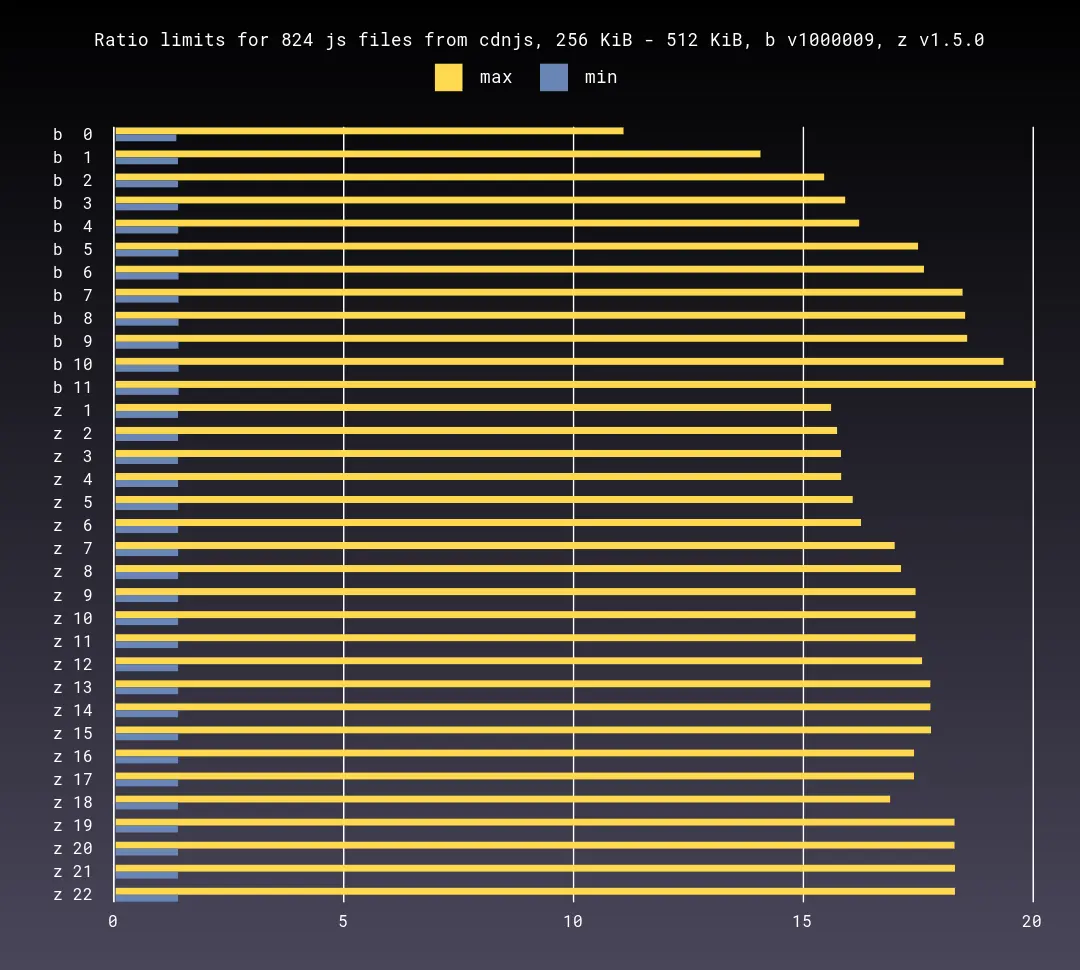 Ratio limits for 824 js files from cdnjs, 256 KiB - 512 KiB, b v1000009, z v1.5.0
max min
b 0
b 1
b 2
b 3
b 4
b 5
b 6
b 7
b 8
b 9
b 10
b 11
z 1
z 2
z 3
z 4
z 5
z 6
z 7
z 8
z 9
z 10
z 11
z 12
z 13
z 14
z 15
z 16
z 17
z 18
z 19
z 20
z 21
z 22
0 5 10 15 20